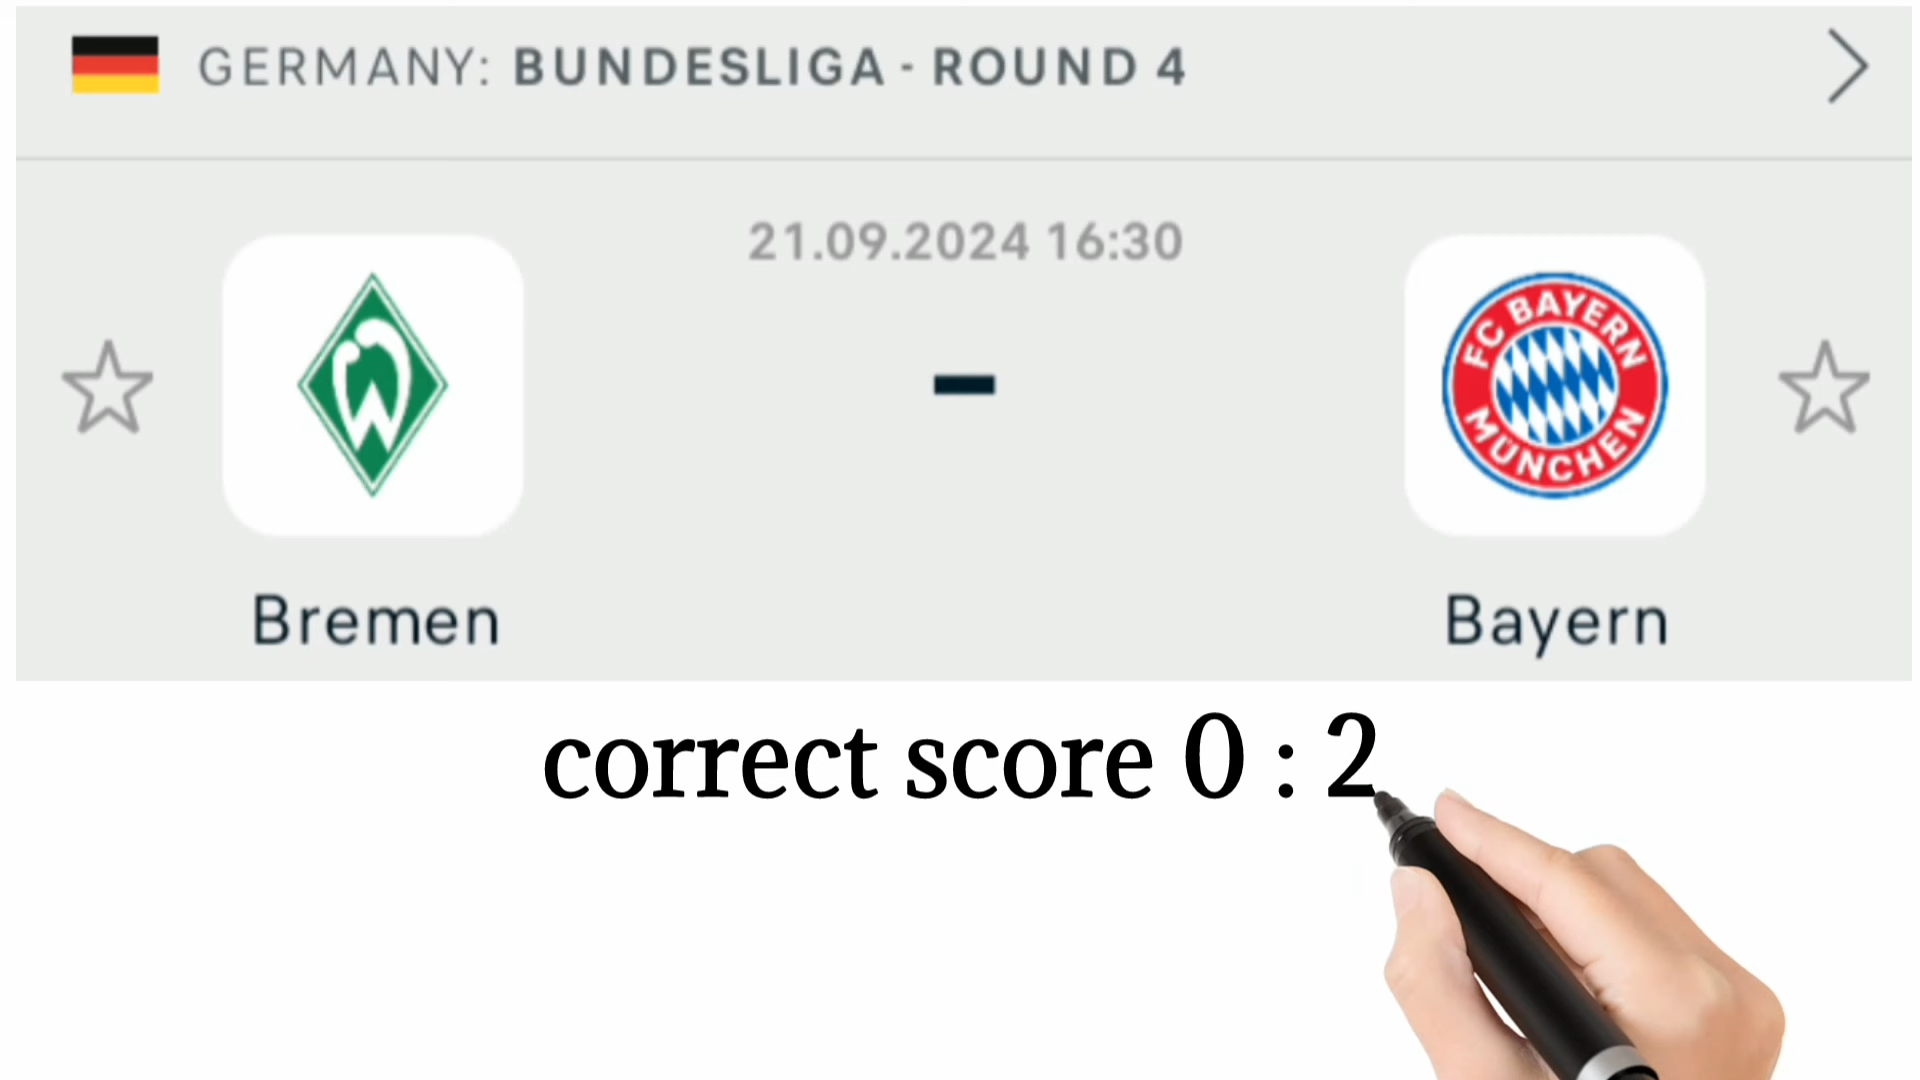 GERMANY: BUNDESLIGA - ROUND 4
21.09.2024 16:30
W
FC BAYERN
MÜNCHEN
-
Bremen
Bayern
correct score 0 : 2